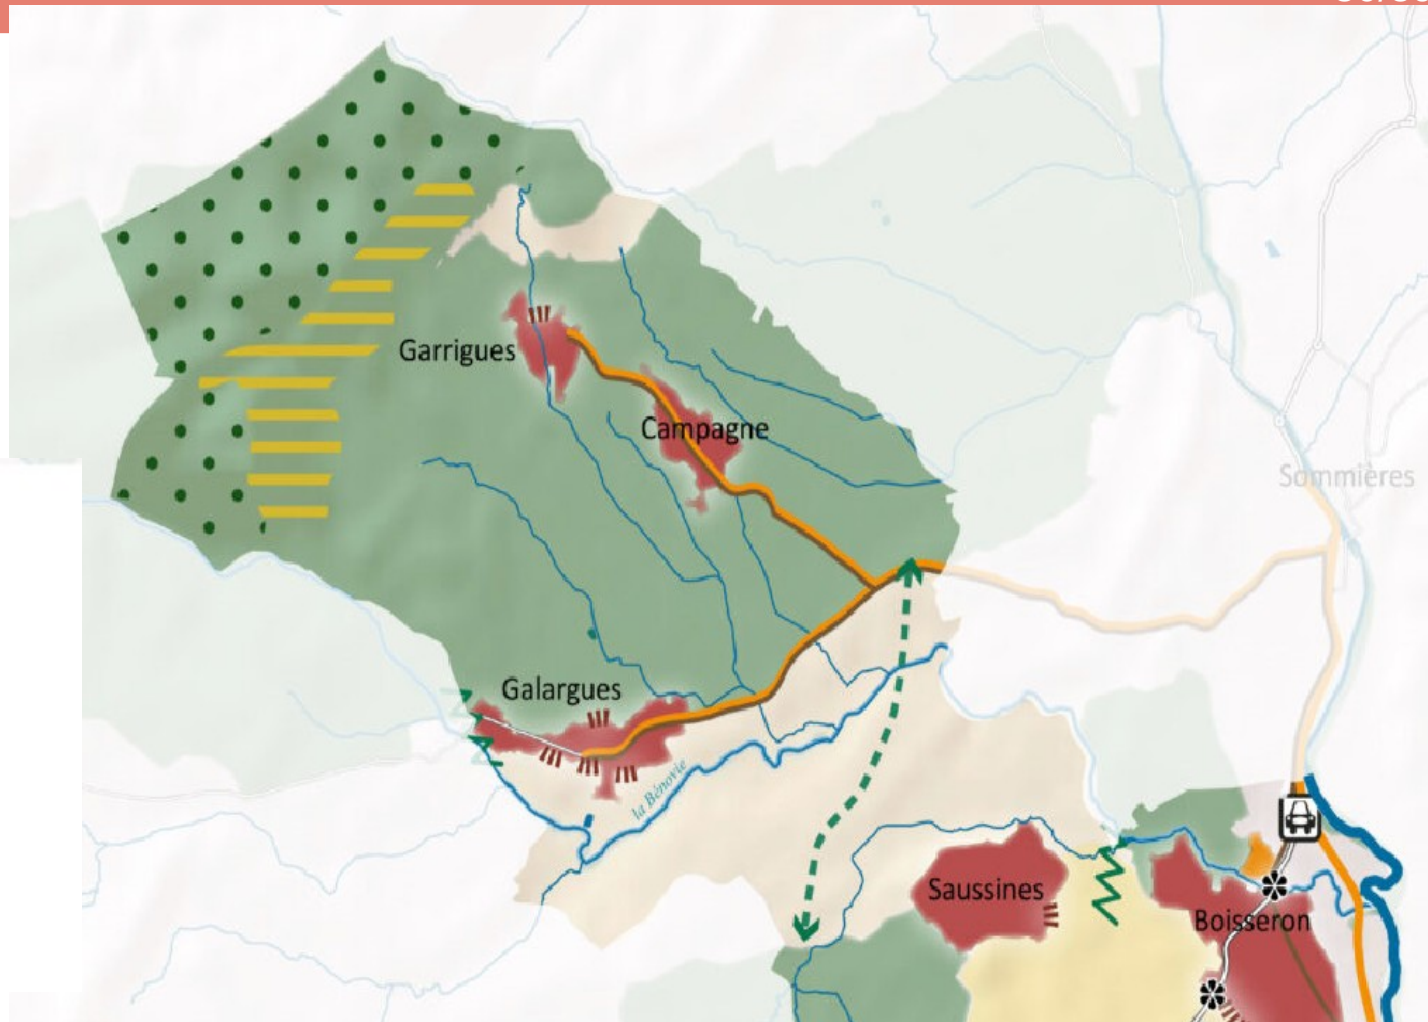 Garrigues
Campagne
Sommières
Galargues
la Bénovie
Saussines
Boisseron